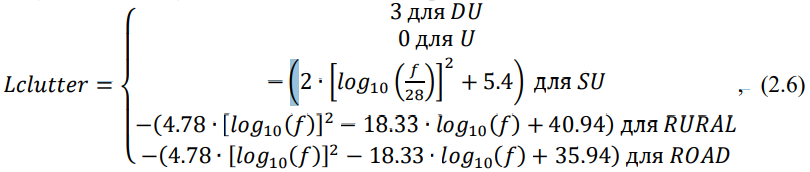 3 для DU
0 для U
Lclutter = { = (2 ∙ [log₁₀ (f/28)]² + 5.4) для SU , (2.6)
−(4.78 ∙ [log₁₀(f)]² − 18.33 ∙ log₁₀(f) + 40.94) для RURAL
−(4.78 ∙ [log₁₀(f)]² − 18.33 ∙ log₁₀(f) + 35.94) для ROAD